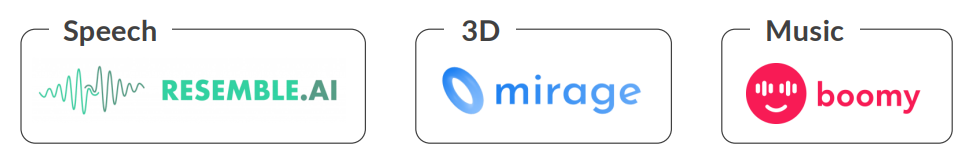 Speech
RESEMBLE.AI
3D
mirage
Music
boomy